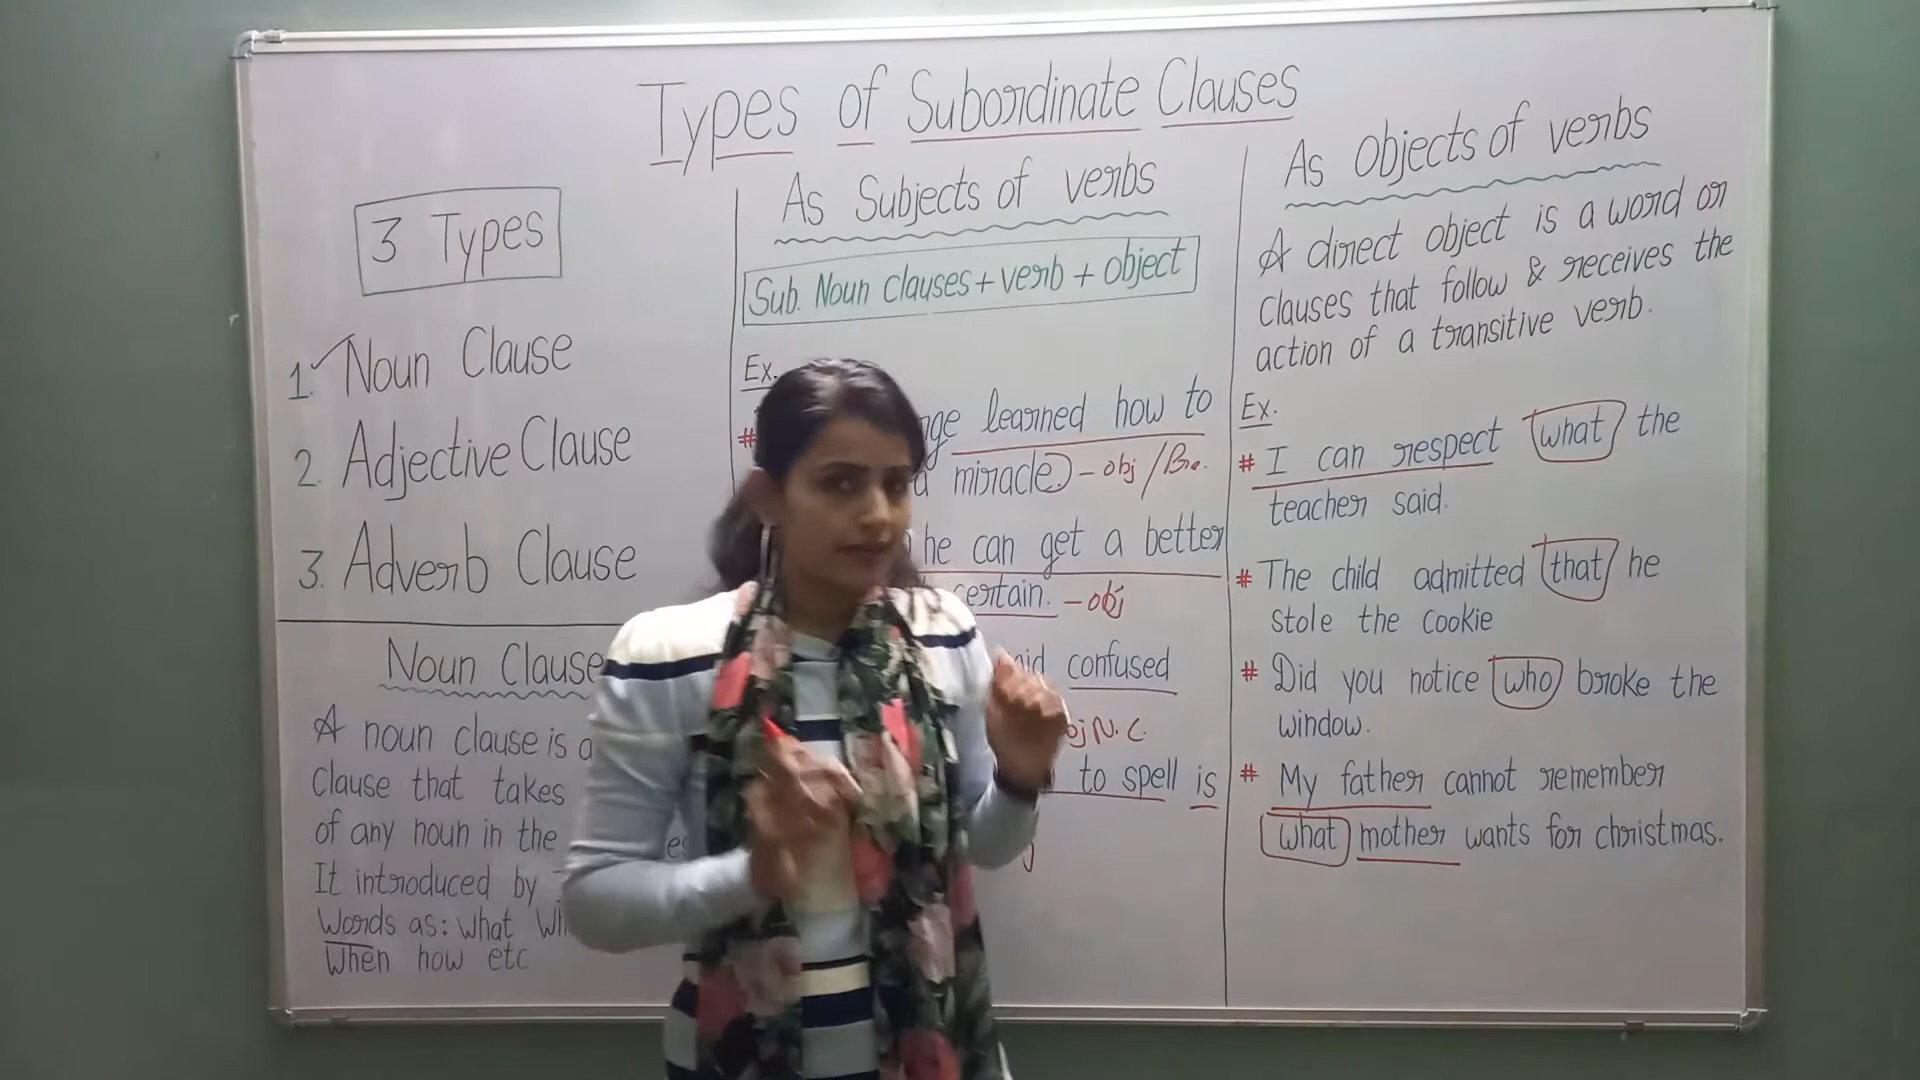 Types of Subordinate Clauses
3 Types
1. Noun Clause
2. Adjective Clause
3. Adverb Clause
Noun Clause
A noun clause is a
Clause that takes
of any noun in the
It introduced by
Words as: what
When how etc
As Subjects of verbs
Sub. Noun clauses + verb + object
Ex.
# learned how to
miracle. - obj /
he can get a better
certain. - obj
confused
N.C.
to spell is
As Objects of verbs
A direct object is a word or
Clauses that follow & receives the
action of a transitive verb.
Ex.
# I can respect what the
teacher said.
# The child admitted that he
stole the cookie
# Did you notice who broke the
window.
# My father cannot remember
what mother wants for christmas.